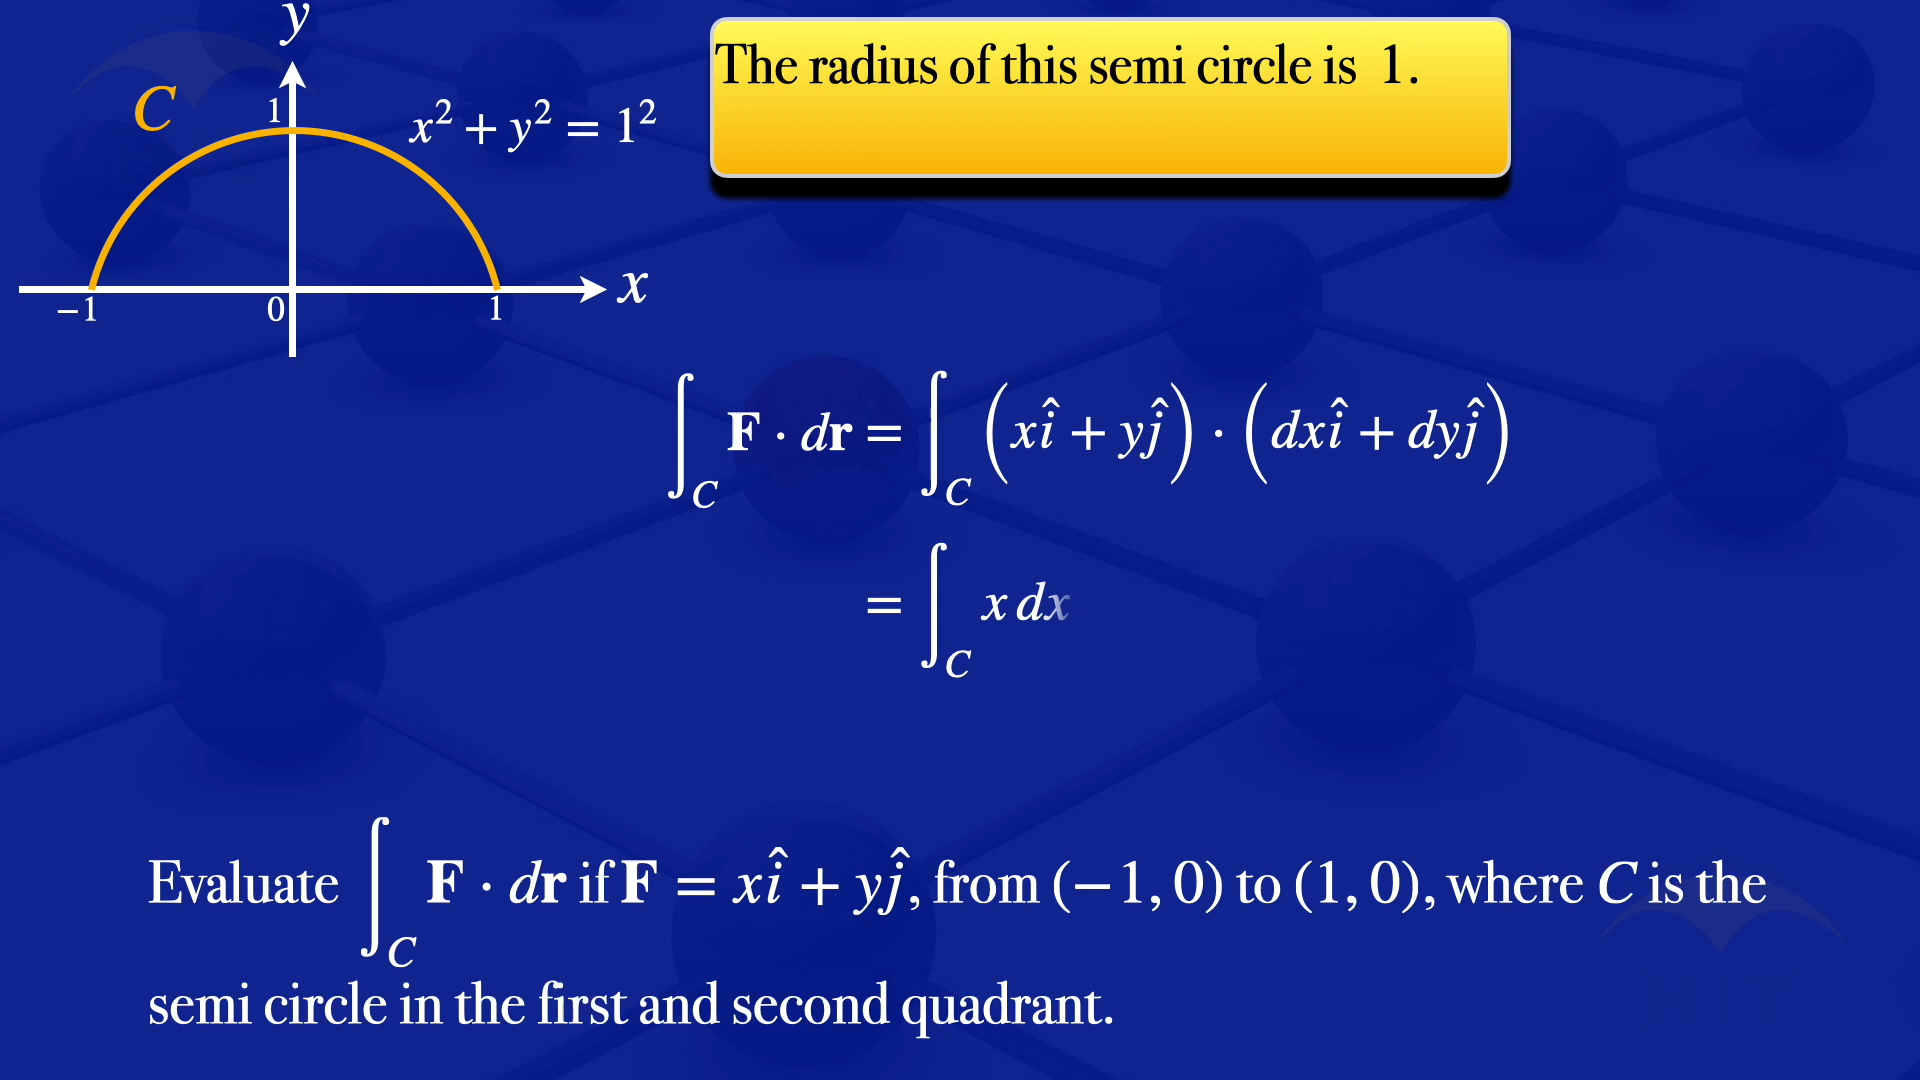 y
C
1
x² + y² = 1²
The radius of this semi circle is 1.
x
−1
0
1
∫_C 𝐅 · d𝐫 = ∫_C (xî + yĵ) · (dxî + dyĵ)
= ∫_C x dx
Evaluate ∫_C 𝐅 · d𝐫 if 𝐅 = xî + yĵ, from (−1, 0) to (1, 0), where C is the
semi circle in the first and second quadrant.